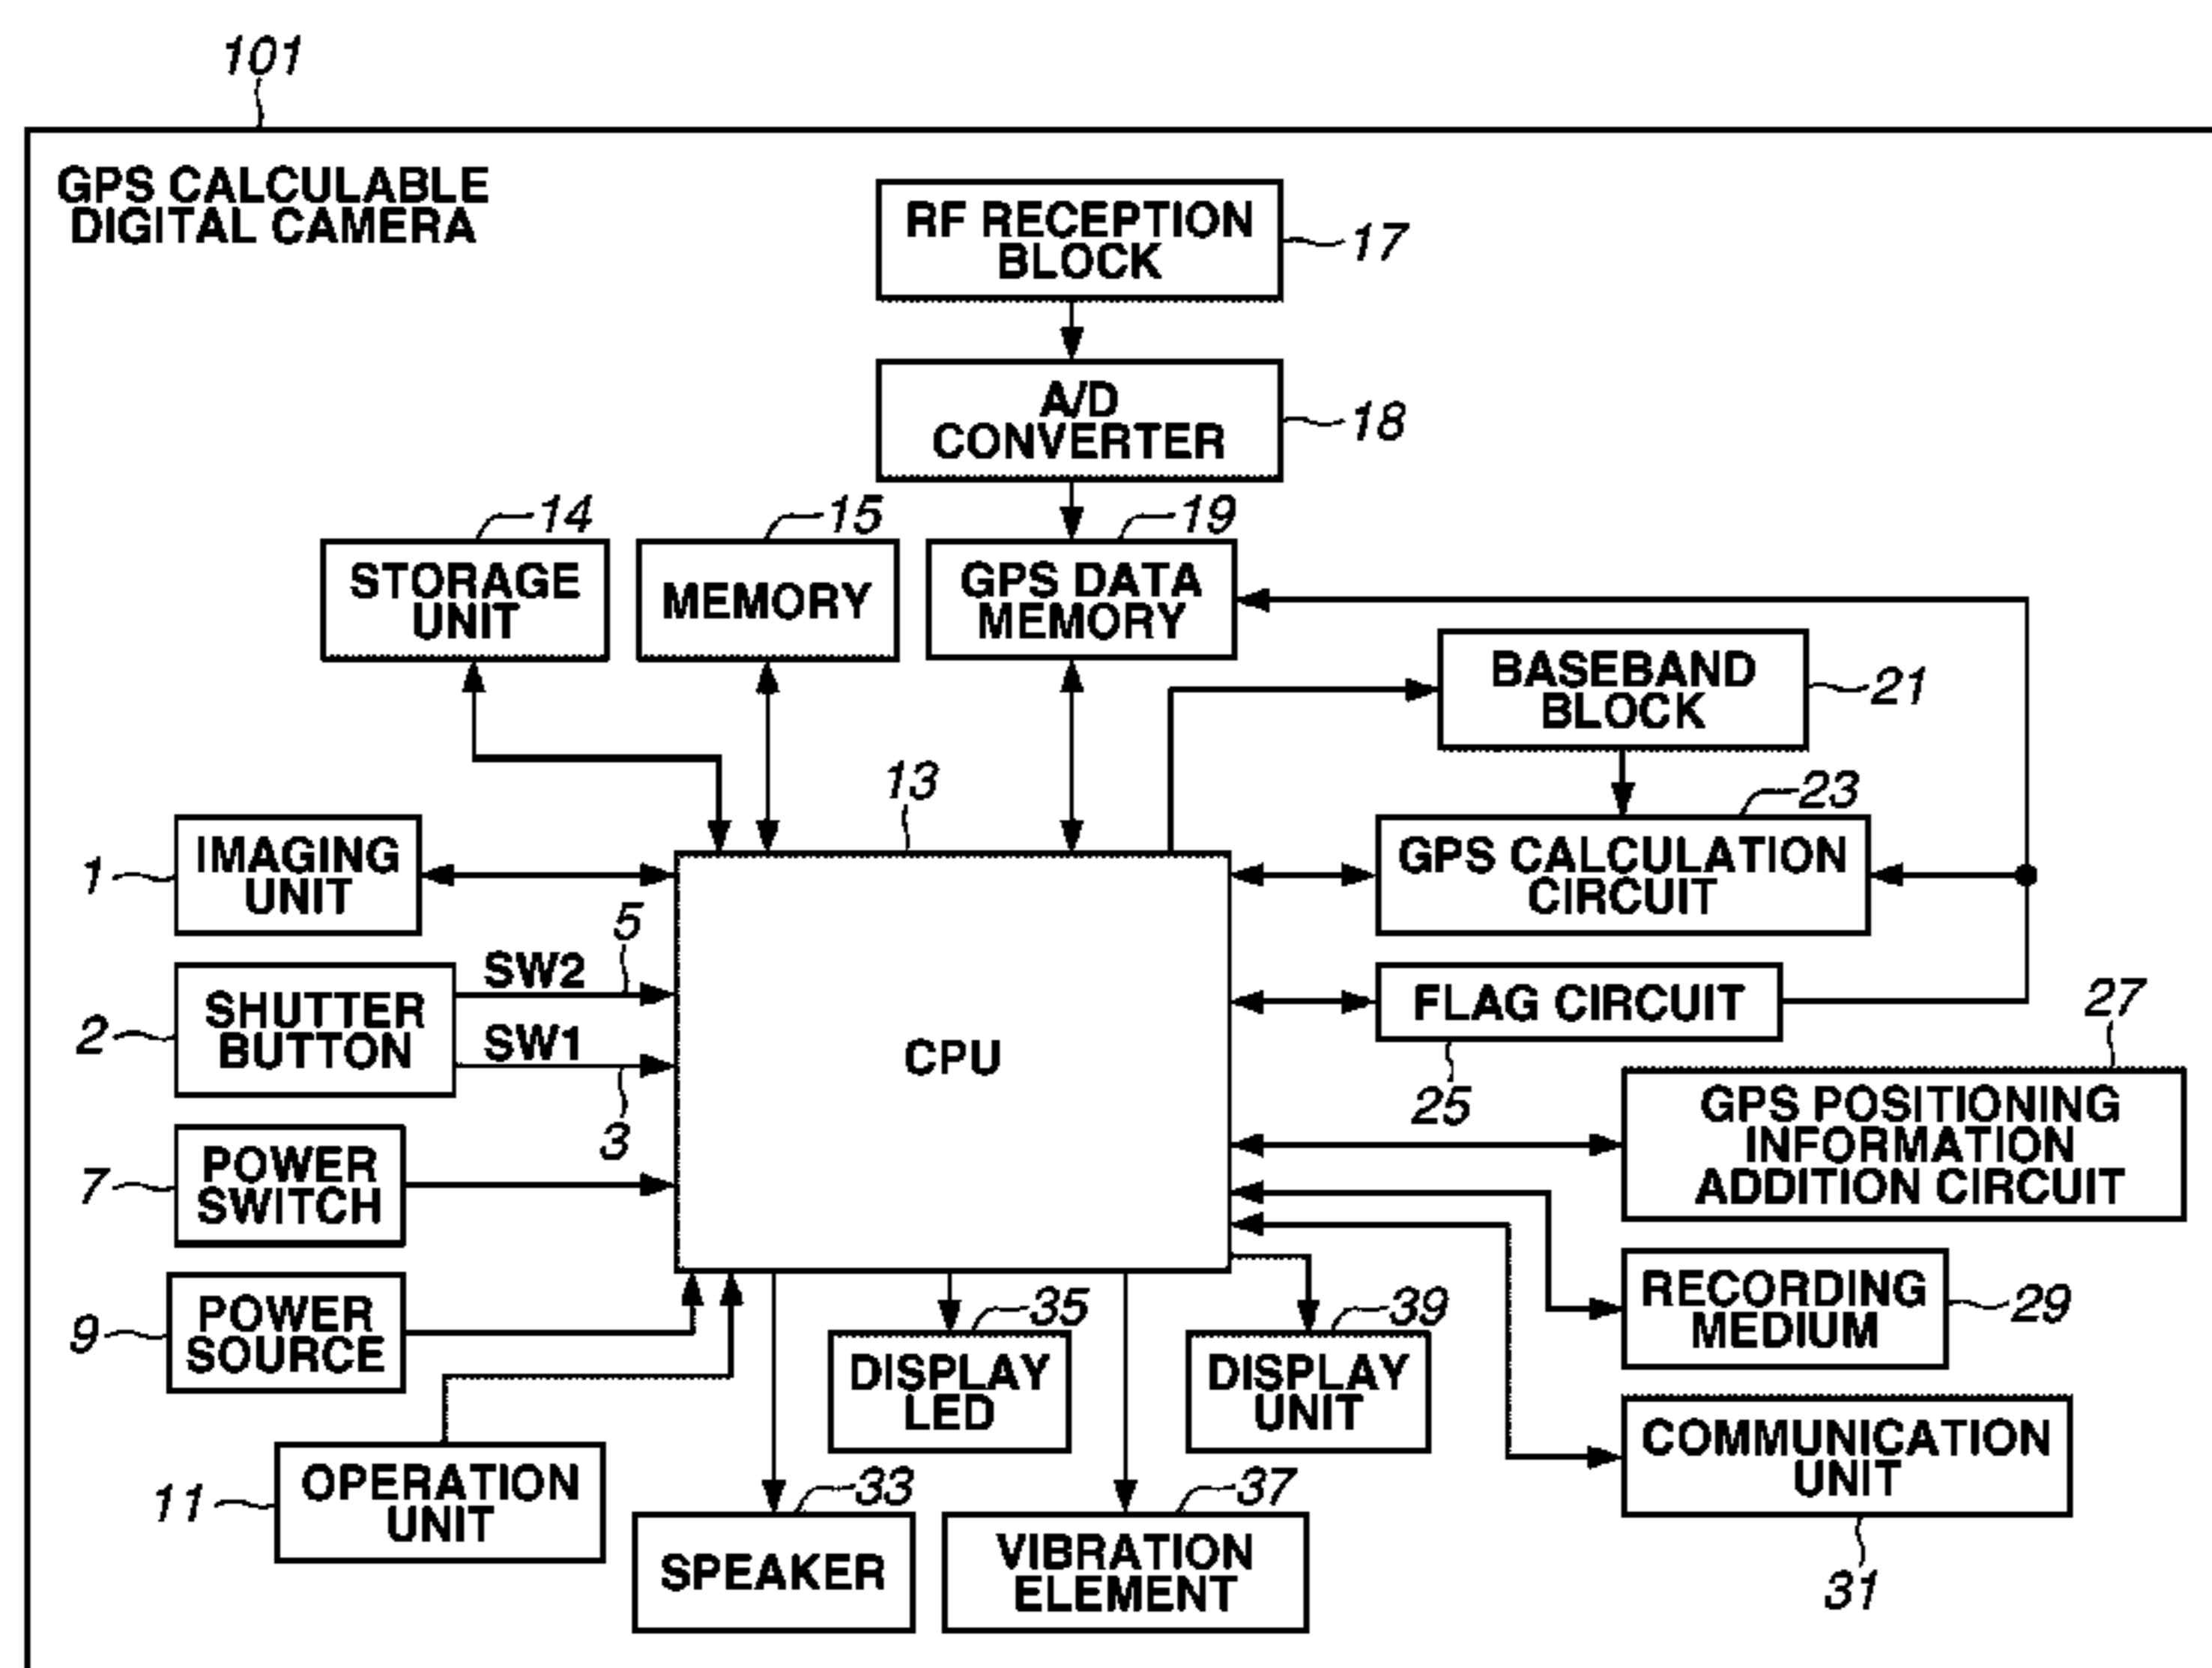 101
GPS CALCULABLE
DIGITAL CAMERA
RF RECEPTION
BLOCK
17
A/D
CONVERTER
18
14
15
19
STORAGE
UNIT
MEMORY
GPS DATA
MEMORY
BASEBAND
BLOCK
21
13
23
1
IMAGING
UNIT
GPS CALCULATION
CIRCUIT
5
SW2
2
SHUTTER
BUTTON
SW1
3
CPU
FLAG CIRCUIT
25
27
GPS POSITIONING
INFORMATION
ADDITION CIRCUIT
7
POWER
SWITCH
9
POWER
SOURCE
35
DISPLAY
LED
39
DISPLAY
UNIT
RECORDING
MEDIUM
29
11
OPERATION
UNIT
33
SPEAKER
37
VIBRATION
ELEMENT
COMMUNICATION
UNIT
31